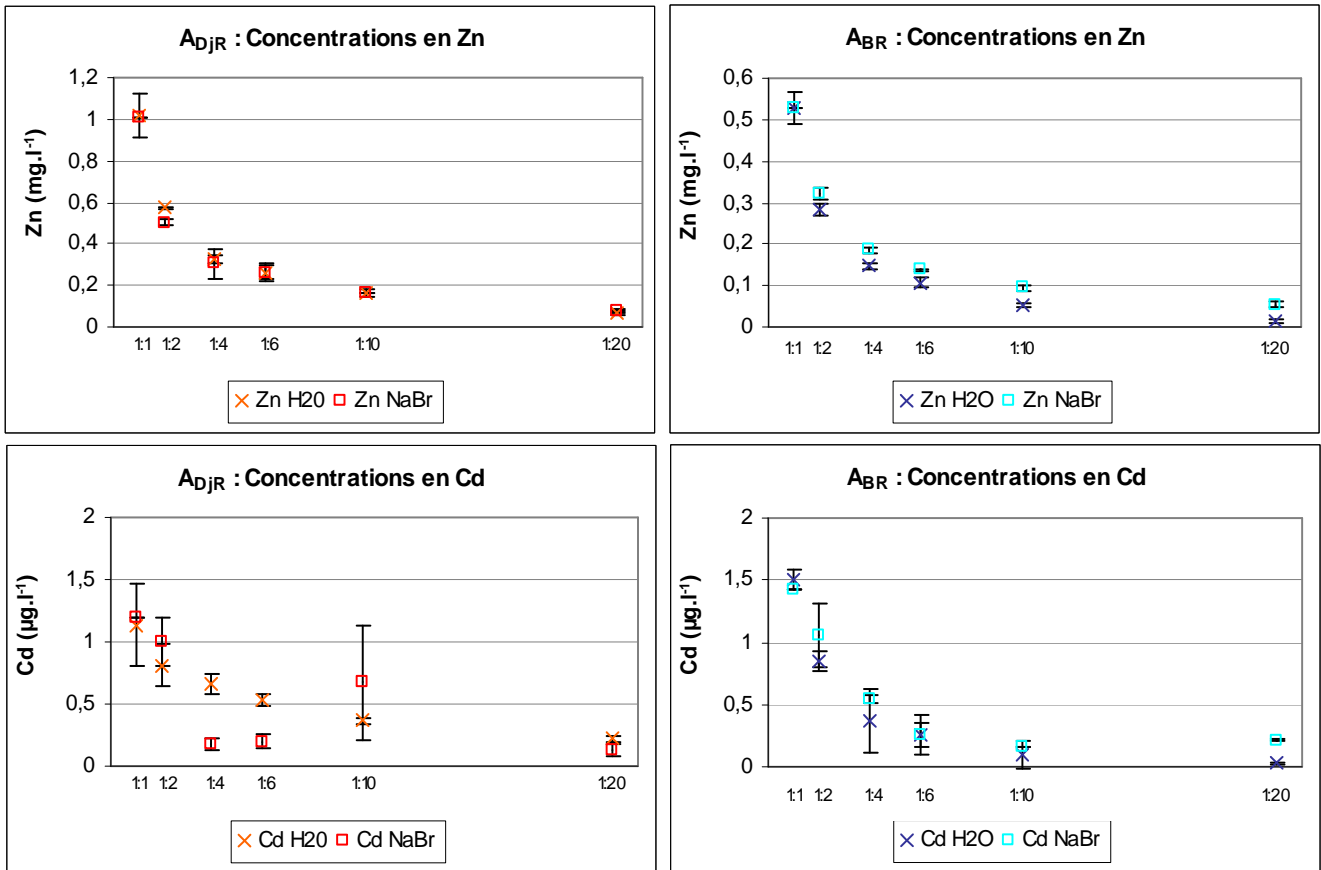 A_DjR : Concentrations en Zn
Zn (mg.l⁻¹)
1,2
1
0,8
0,6
0,4
0,2
0
1:1 1:2 1:4 1:6 1:10 1:20
Zn H20 Zn NaBr
A_BR : Concentrations en Zn
Zn (mg.l⁻¹)
0,6
0,5
0,4
0,3
0,2
0,1
0
1:1 1:2 1:4 1:6 1:10 1:20
Zn H2O Zn NaBr
A_DjR : Concentrations en Cd
Cd (µg.l⁻¹)
2
1,5
1
0,5
0
1:1 1:2 1:4 1:6 1:10 1:20
Cd H20 Cd NaBr
A_BR : Concentrations en Cd
Cd (µg.l⁻¹)
2
1,5
1
0,5
0
1:1 1:2 1:4 1:6 1:10 1:20
Cd H2O Cd NaBr